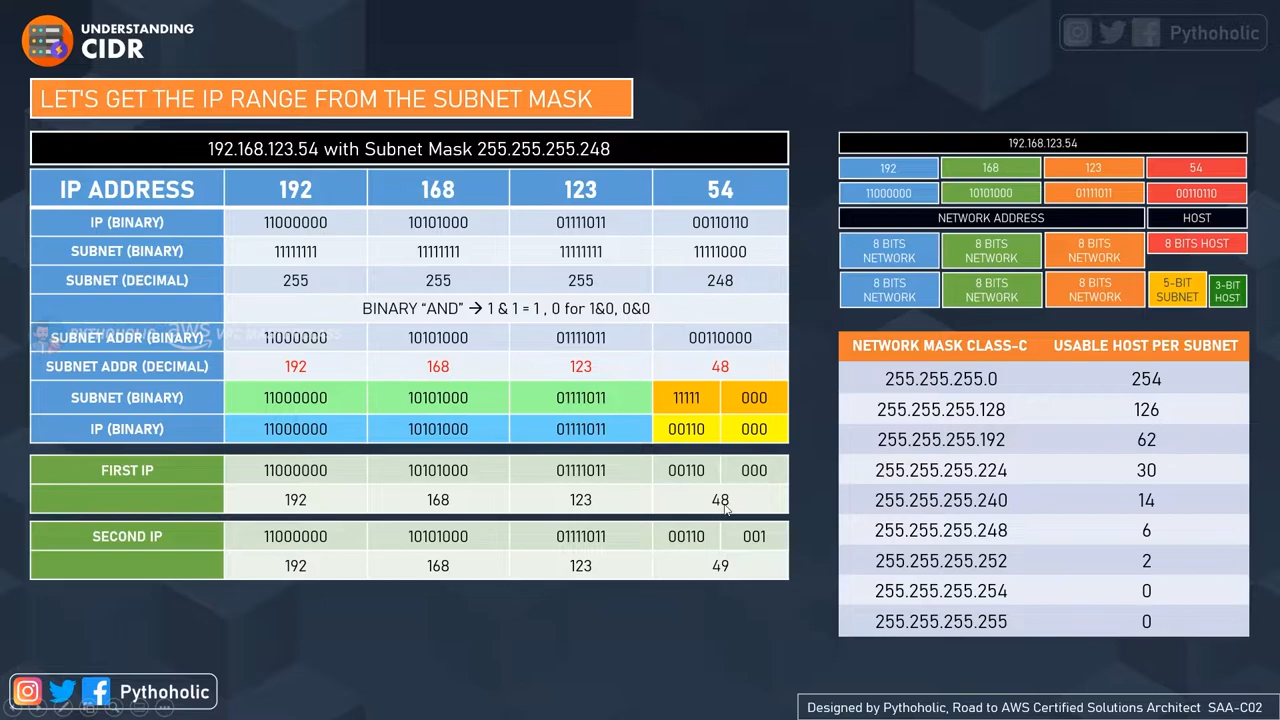 UNDERSTANDING
CIDR
Pythoholic
LET'S GET THE IP RANGE FROM THE SUBNET MASK
192.168.123.54 with Subnet Mask 255.255.255.248
IP ADDRESS 192 168 123 54
IP (BINARY) 11000000 10101000 01111011 00110110
SUBNET (BINARY) 11111111 11111111 11111111 11111000
SUBNET (DECIMAL) 255 255 255 248
BINARY “AND” → 1 & 1 = 1 , 0 for 1&0, 0&0
SUBNET ADDR (BINARY) 11000000 10101000 01111011 00110000
SUBNET ADDR (DECIMAL) 192 168 123 48
SUBNET (BINARY) 11000000 10101000 01111011 11111 000
IP (BINARY) 11000000 10101000 01111011 00110 000
FIRST IP 11000000 10101000 01111011 00110 000
192 168 123 48
SECOND IP 11000000 10101000 01111011 00110 001
192 168 123 49
192.168.123.54
192 168 123 54
11000000 10101000 01111011 00110110
NETWORK ADDRESS HOST
8 BITS NETWORK 8 BITS NETWORK 8 BITS NETWORK 8 BITS HOST
8 BITS NETWORK 8 BITS NETWORK 8 BITS NETWORK 5-BIT SUBNET 3-BIT HOST
NETWORK MASK CLASS-C USABLE HOST PER SUBNET
255.255.255.0 254
255.255.255.128 126
255.255.255.192 62
255.255.255.224 30
255.255.255.240 14
255.255.255.248 6
255.255.255.252 2
255.255.255.254 0
255.255.255.255 0
Pythoholic
Designed by Pythoholic, Road to AWS Certified Solutions Architect SAA-C02